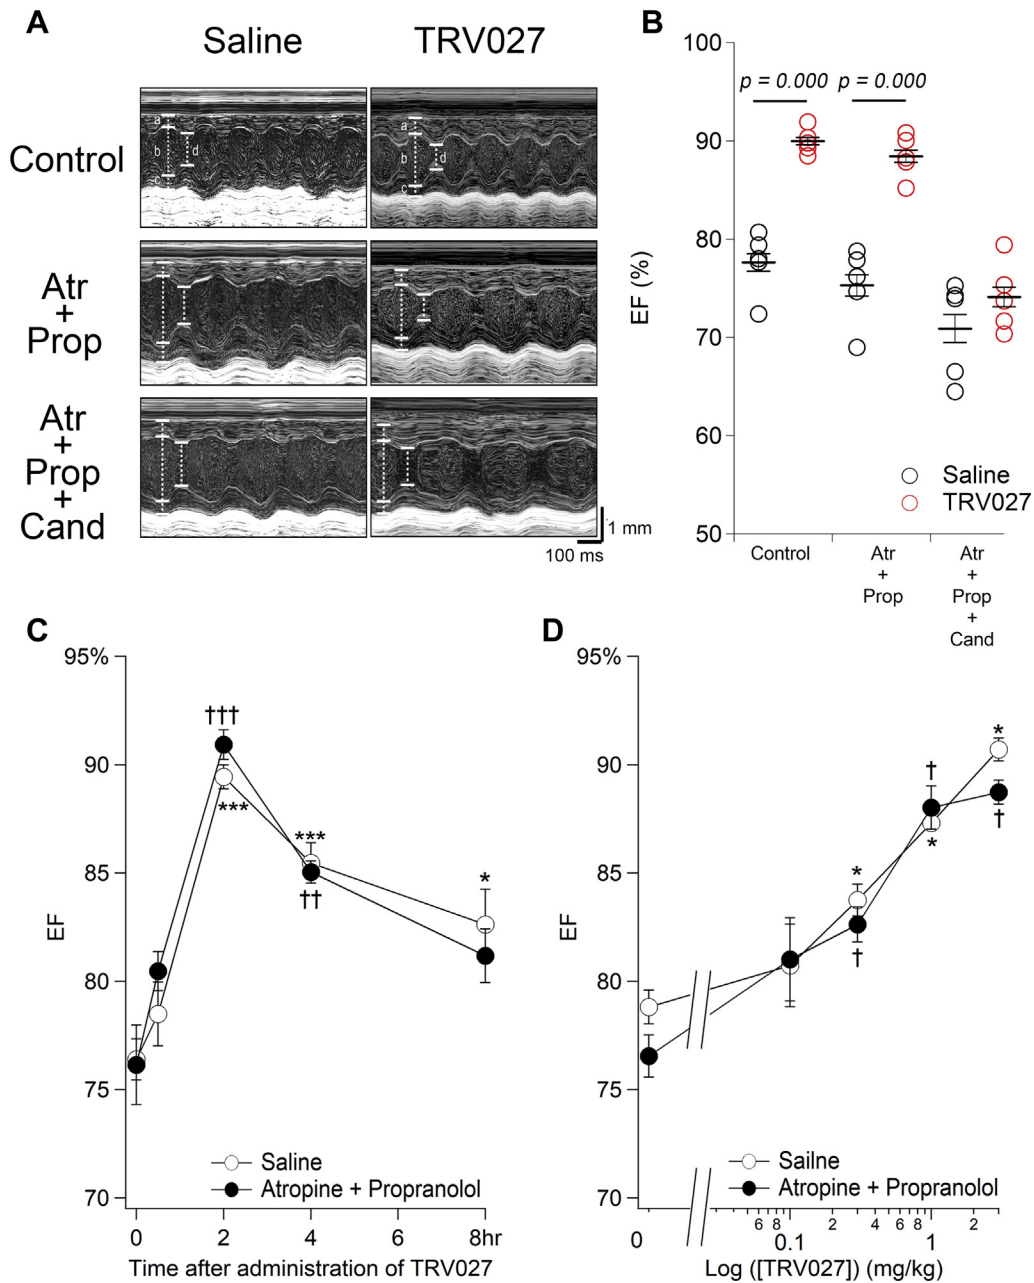 A
Saline
TRV027
Control
a
b
c
d
a
b
c
d
Atr
+
Prop
Atr
+
Prop
+
Cand
1 mm
100 ms
B
100
90
80
70
60
50
EF (%)
p = 0.000
p = 0.000
Saline
TRV027
Control
Atr
+
Prop
Atr
+
Prop
+
Cand
C
95%
90
85
80
75
70
EF
†††
***
***
††
*
Saline
Atropine + Propranolol
0
2
4
6
8hr
Time after administration of TRV027
D
95%
90
85
80
75
70
EF
*
†
†
*
*
†
Sailne
Atropine + Propranolol
0
6
8
0.1
2
4
6
8
1
2
Log ([TRV027]) (mg/kg)